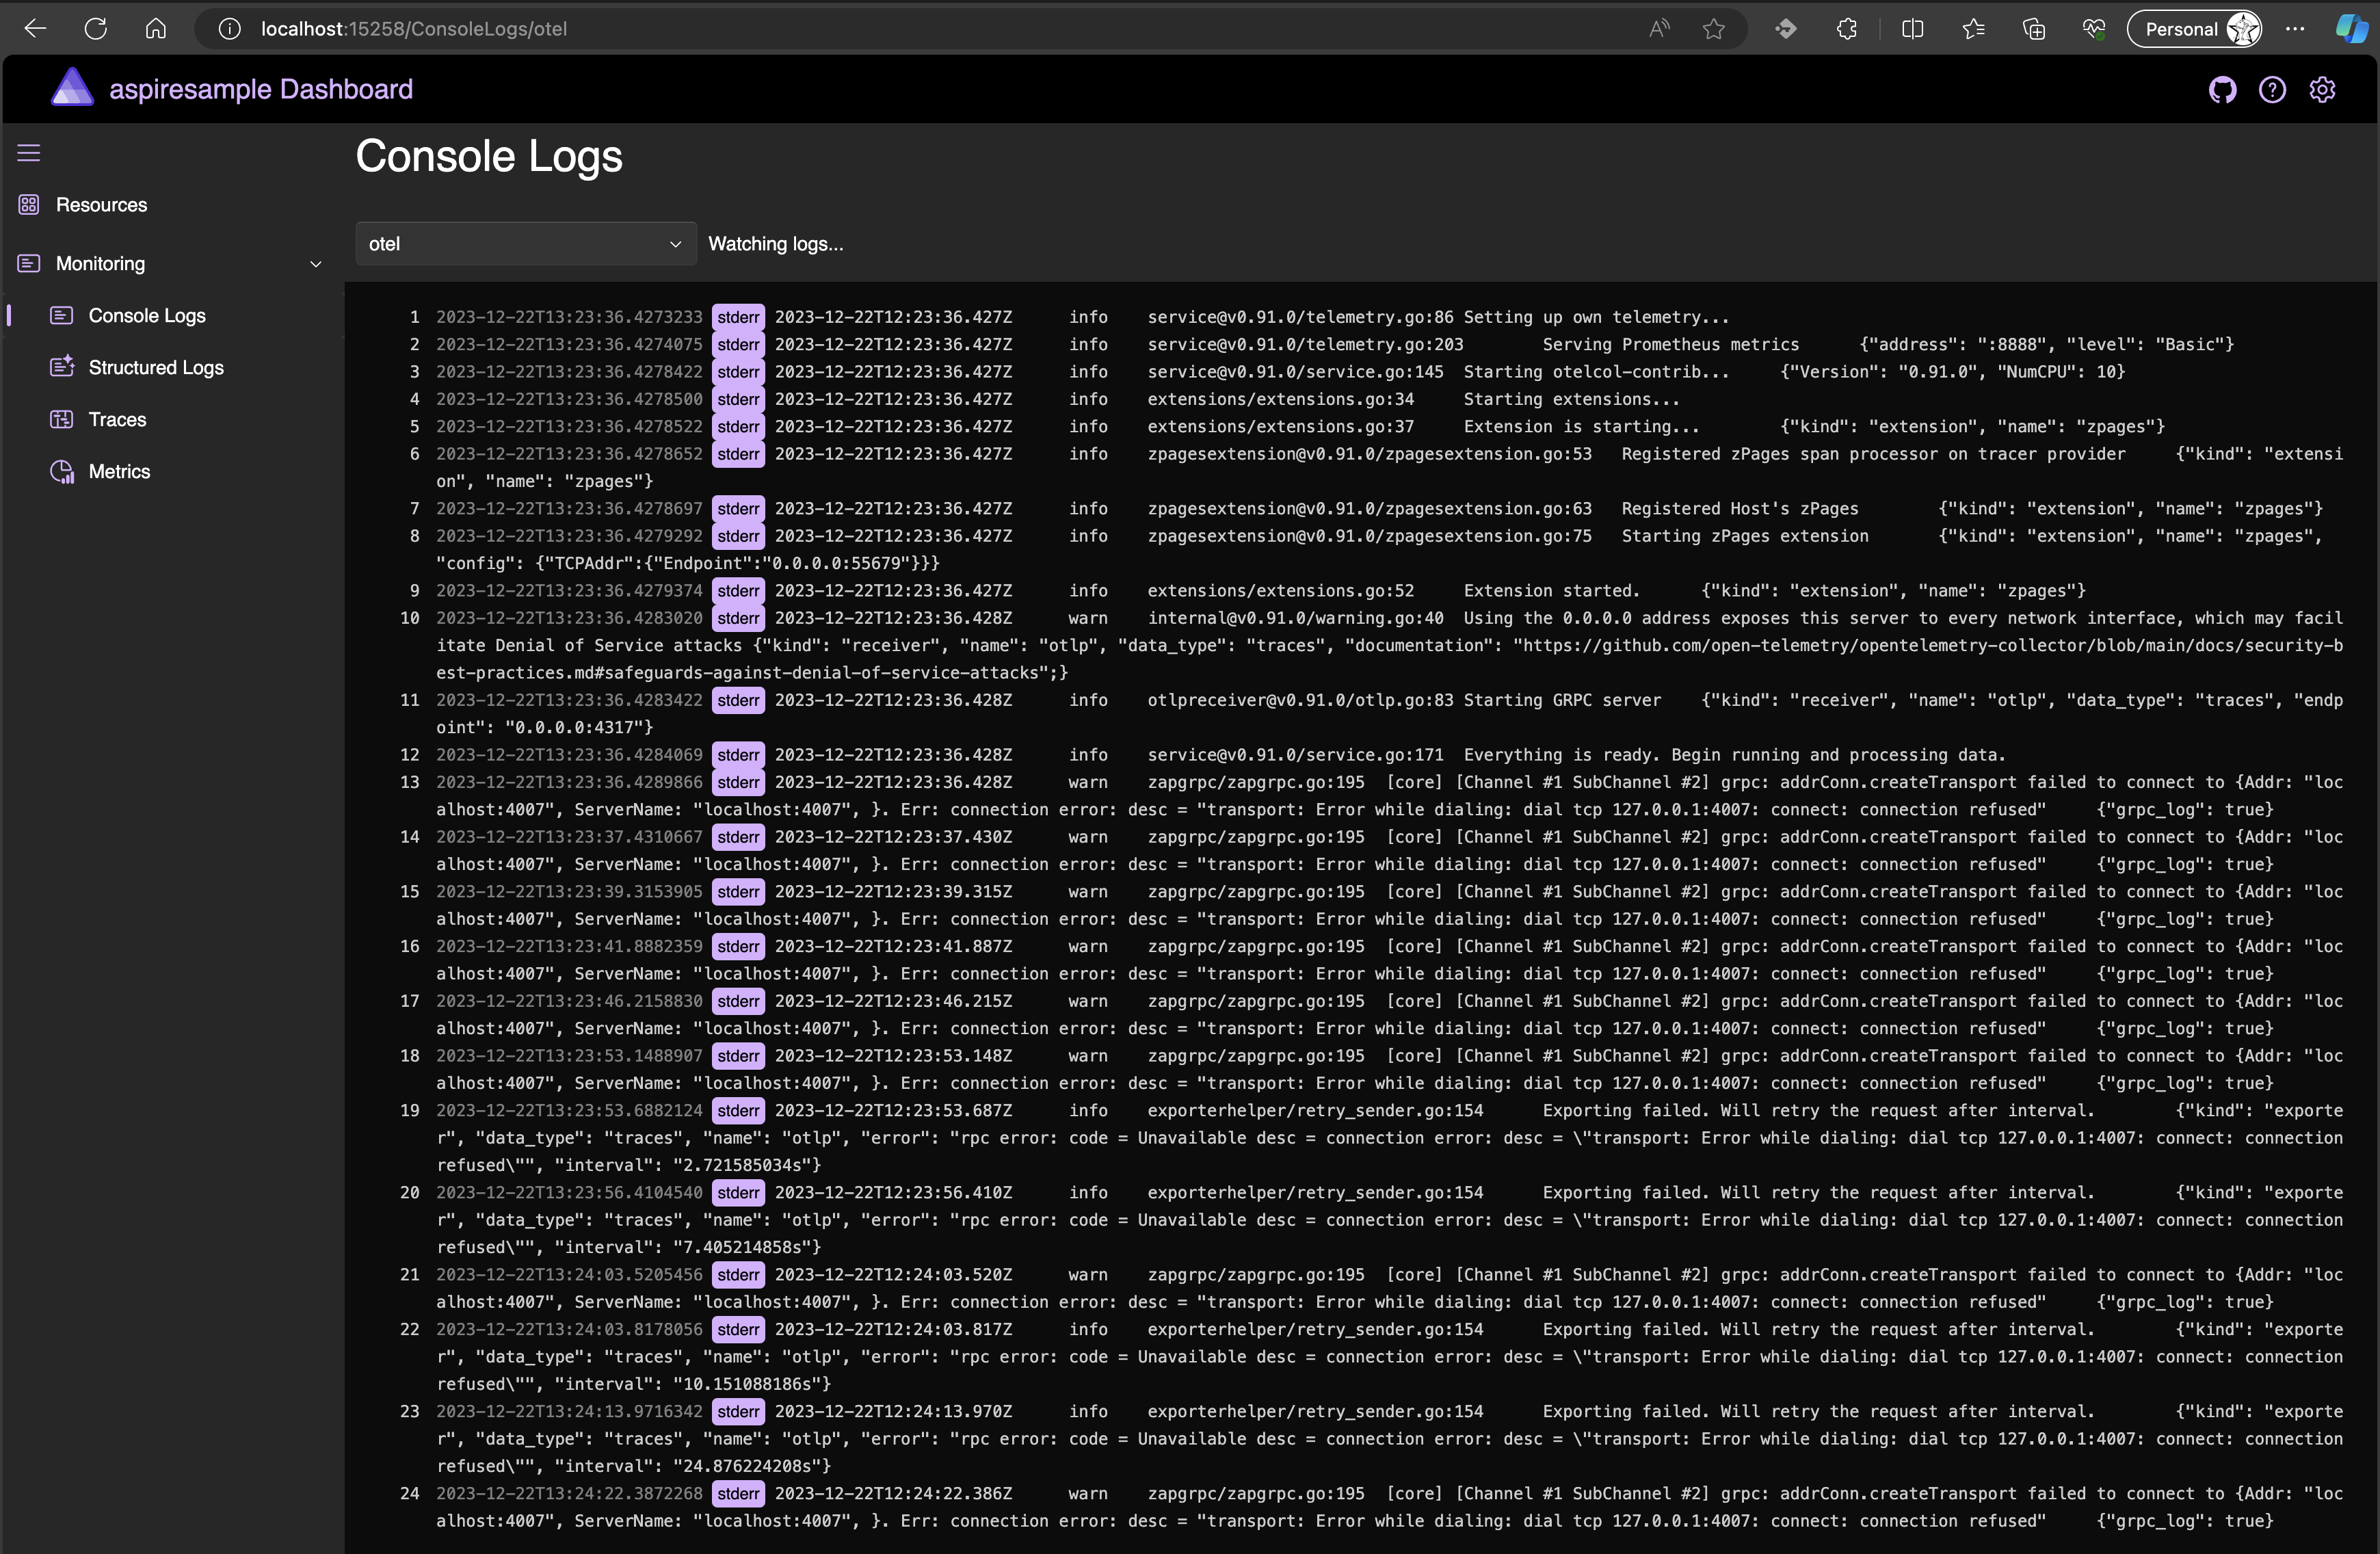 localhost:15258/ConsoleLogs/otel
Personal
aspiresample Dashboard
Console Logs
Resources
Monitoring
Console Logs
Structured Logs
Traces
Metrics
otel
Watching logs...
1 2023-12-22T13:23:36.4273233 stderr 2023-12-22T12:23:36.427Z info service@v0.91.0/telemetry.go:86 Setting up own telemetry...
2 2023-12-22T13:23:36.4274075 stderr 2023-12-22T12:23:36.427Z info service@v0.91.0/telemetry.go:203 Serving Prometheus metrics {"address": ":8888", "level": "Basic"}
3 2023-12-22T13:23:36.4278422 stderr 2023-12-22T12:23:36.427Z info service@v0.91.0/service.go:145 Starting otelcol-contrib... {"Version": "0.91.0", "NumCPU": 10}
4 2023-12-22T13:23:36.4278500 stderr 2023-12-22T12:23:36.427Z info extensions/extensions.go:34 Starting extensions...
5 2023-12-22T13:23:36.4278522 stderr 2023-12-22T12:23:36.427Z info extensions/extensions.go:37 Extension is starting... {"kind": "extension", "name": "zpages"}
6 2023-12-22T13:23:36.4278652 stderr 2023-12-22T12:23:36.427Z info zpagesextension@v0.91.0/zpagesextension.go:53 Registered zPages span processor on tracer provider {"kind": "extensi
on", "name": "zpages"}
7 2023-12-22T13:23:36.4278697 stderr 2023-12-22T12:23:36.427Z info zpagesextension@v0.91.0/zpagesextension.go:63 Registered Host's zPages {"kind": "extension", "name": "zpages"}
8 2023-12-22T13:23:36.4279292 stderr 2023-12-22T12:23:36.427Z info zpagesextension@v0.91.0/zpagesextension.go:75 Starting zPages extension {"kind": "extension", "name": "zpages",
"config": {"TCPAddr":{"Endpoint":"0.0.0.0:55679"}}}
9 2023-12-22T13:23:36.4279374 stderr 2023-12-22T12:23:36.427Z info extensions/extensions.go:52 Extension started. {"kind": "extension", "name": "zpages"}
10 2023-12-22T13:23:36.4283020 stderr 2023-12-22T12:23:36.428Z warn internal@v0.91.0/warning.go:40 Using the 0.0.0.0 address exposes this server to every network interface, which may facil
itate Denial of Service attacks {"kind": "receiver", "name": "otlp", "data_type": "traces", "documentation": "https://github.com/open-telemetry/opentelemetry-collector/blob/main/docs/security-b
est-practices.md#safeguards-against-denial-of-service-attacks";}
11 2023-12-22T13:23:36.4283422 stderr 2023-12-22T12:23:36.428Z info otlpreceiver@v0.91.0/otlp.go:83 Starting GRPC server {"kind": "receiver", "name": "otlp", "data_type": "traces", "endp
oint": "0.0.0.0:4317"}
12 2023-12-22T13:23:36.4284069 stderr 2023-12-22T12:23:36.428Z info service@v0.91.0/service.go:171 Everything is ready. Begin running and processing data.
13 2023-12-22T13:23:36.4289866 stderr 2023-12-22T12:23:36.428Z warn zapgrpc/zapgrpc.go:195 [core] [Channel #1 SubChannel #2] grpc: addrConn.createTransport failed to connect to {Addr: "loc
alhost:4007", ServerName: "localhost:4007", }. Err: connection error: desc = "transport: Error while dialing: dial tcp 127.0.0.1:4007: connect: connection refused" {"grpc_log": true}
14 2023-12-22T13:23:37.4310667 stderr 2023-12-22T12:23:37.430Z warn zapgrpc/zapgrpc.go:195 [core] [Channel #1 SubChannel #2] grpc: addrConn.createTransport failed to connect to {Addr: "loc
alhost:4007", ServerName: "localhost:4007", }. Err: connection error: desc = "transport: Error while dialing: dial tcp 127.0.0.1:4007: connect: connection refused" {"grpc_log": true}
15 2023-12-22T13:23:39.3153905 stderr 2023-12-22T12:23:39.315Z warn zapgrpc/zapgrpc.go:195 [core] [Channel #1 SubChannel #2] grpc: addrConn.createTransport failed to connect to {Addr: "loc
alhost:4007", ServerName: "localhost:4007", }. Err: connection error: desc = "transport: Error while dialing: dial tcp 127.0.0.1:4007: connect: connection refused" {"grpc_log": true}
16 2023-12-22T13:23:41.8882359 stderr 2023-12-22T12:23:41.887Z warn zapgrpc/zapgrpc.go:195 [core] [Channel #1 SubChannel #2] grpc: addrConn.createTransport failed to connect to {Addr: "loc
alhost:4007", ServerName: "localhost:4007", }. Err: connection error: desc = "transport: Error while dialing: dial tcp 127.0.0.1:4007: connect: connection refused" {"grpc_log": true}
17 2023-12-22T13:23:46.2158830 stderr 2023-12-22T12:23:46.215Z warn zapgrpc/zapgrpc.go:195 [core] [Channel #1 SubChannel #2] grpc: addrConn.createTransport failed to connect to {Addr: "loc
alhost:4007", ServerName: "localhost:4007", }. Err: connection error: desc = "transport: Error while dialing: dial tcp 127.0.0.1:4007: connect: connection refused" {"grpc_log": true}
18 2023-12-22T13:23:53.1488907 stderr 2023-12-22T12:23:53.148Z warn zapgrpc/zapgrpc.go:195 [core] [Channel #1 SubChannel #2] grpc: addrConn.createTransport failed to connect to {Addr: "loc
alhost:4007", ServerName: "localhost:4007", }. Err: connection error: desc = "transport: Error while dialing: dial tcp 127.0.0.1:4007: connect: connection refused" {"grpc_log": true}
19 2023-12-22T13:23:53.6882124 stderr 2023-12-22T12:23:53.687Z info exporterhelper/retry_sender.go:154 Exporting failed. Will retry the request after interval. {"kind": "exporte
r", "data_type": "traces", "name": "otlp", "error": "rpc error: code = Unavailable desc = connection error: desc = \"transport: Error while dialing: dial tcp 127.0.0.1:4007: connect: connection
refused\"", "interval": "2.721585034s"}
20 2023-12-22T13:23:56.4104540 stderr 2023-12-22T12:23:56.410Z info exporterhelper/retry_sender.go:154 Exporting failed. Will retry the request after interval. {"kind": "exporte
r", "data_type": "traces", "name": "otlp", "error": "rpc error: code = Unavailable desc = connection error: desc = \"transport: Error while dialing: dial tcp 127.0.0.1:4007: connect: connection
refused\"", "interval": "7.405214858s"}
21 2023-12-22T13:24:03.5205456 stderr 2023-12-22T12:24:03.520Z warn zapgrpc/zapgrpc.go:195 [core] [Channel #1 SubChannel #2] grpc: addrConn.createTransport failed to connect to {Addr: "loc
alhost:4007", ServerName: "localhost:4007", }. Err: connection error: desc = "transport: Error while dialing: dial tcp 127.0.0.1:4007: connect: connection refused" {"grpc_log": true}
22 2023-12-22T13:24:03.8178056 stderr 2023-12-22T12:24:03.817Z info exporterhelper/retry_sender.go:154 Exporting failed. Will retry the request after interval. {"kind": "exporte
r", "data_type": "traces", "name": "otlp", "error": "rpc error: code = Unavailable desc = connection error: desc = \"transport: Error while dialing: dial tcp 127.0.0.1:4007: connect: connection
refused\"", "interval": "10.151088186s"}
23 2023-12-22T13:24:13.9716342 stderr 2023-12-22T12:24:13.970Z info exporterhelper/retry_sender.go:154 Exporting failed. Will retry the request after interval. {"kind": "exporte
r", "data_type": "traces", "name": "otlp", "error": "rpc error: code = Unavailable desc = connection error: desc = \"transport: Error while dialing: dial tcp 127.0.0.1:4007: connect: connection
refused\"", "interval": "24.876224208s"}
24 2023-12-22T13:24:22.3872268 stderr 2023-12-22T12:24:22.386Z warn zapgrpc/zapgrpc.go:195 [core] [Channel #1 SubChannel #2] grpc: addrConn.createTransport failed to connect to {Addr: "loc
alhost:4007", ServerName: "localhost:4007", }. Err: connection error: desc = "transport: Error while dialing: dial tcp 127.0.0.1:4007: connect: connection refused" {"grpc_log": true}